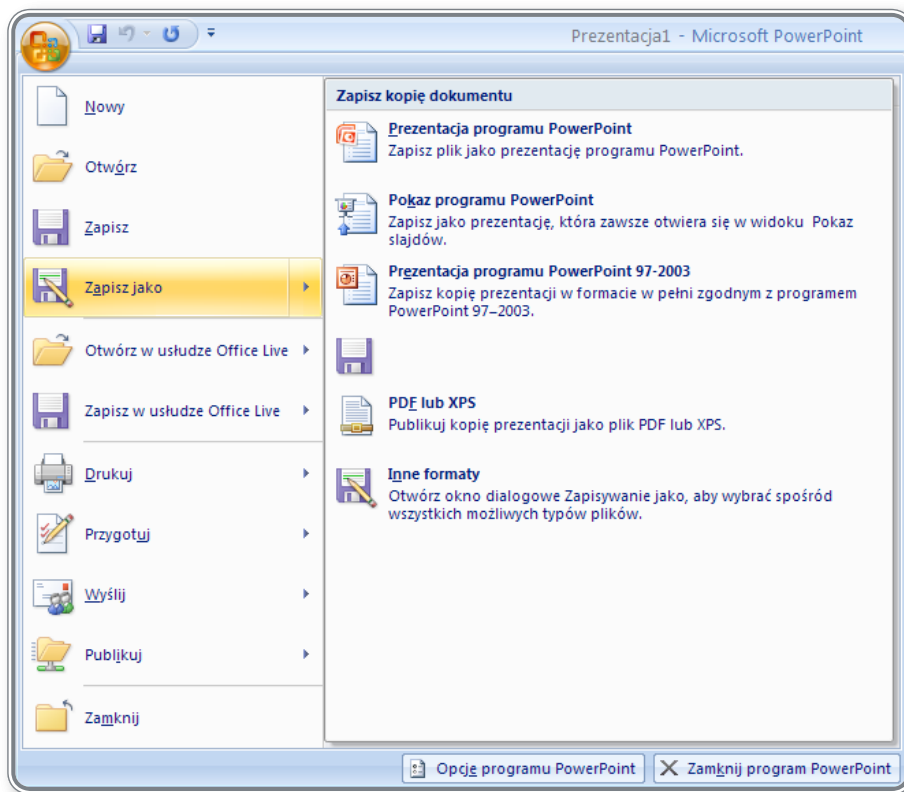 Prezentacja1 - Microsoft PowerPoint
Nowy
Otwórz
Zapisz
Zapisz jako
Otwórz w usłudze Office Live
Zapisz w usłudze Office Live
Drukuj
Przygotuj
Wyślij
Publikuj
Zamknij
Zapisz kopię dokumentu
Prezentacja programu PowerPoint
Zapisz plik jako prezentację programu PowerPoint.
Pokaz programu PowerPoint
Zapisz jako prezentację, która zawsze otwiera się w widoku Pokaz
slajdów.
Prezentacja programu PowerPoint 97-2003
Zapisz kopię prezentacji w formacie w pełni zgodnym z programem
PowerPoint 97–2003.
PDF lub XPS
Publikuj kopię prezentacji jako plik PDF lub XPS.
Inne formaty
Otwórz okno dialogowe Zapisywanie jako, aby wybrać spośród
wszystkich możliwych typów plików.
Opcje programu PowerPoint
Zamknij program PowerPoint